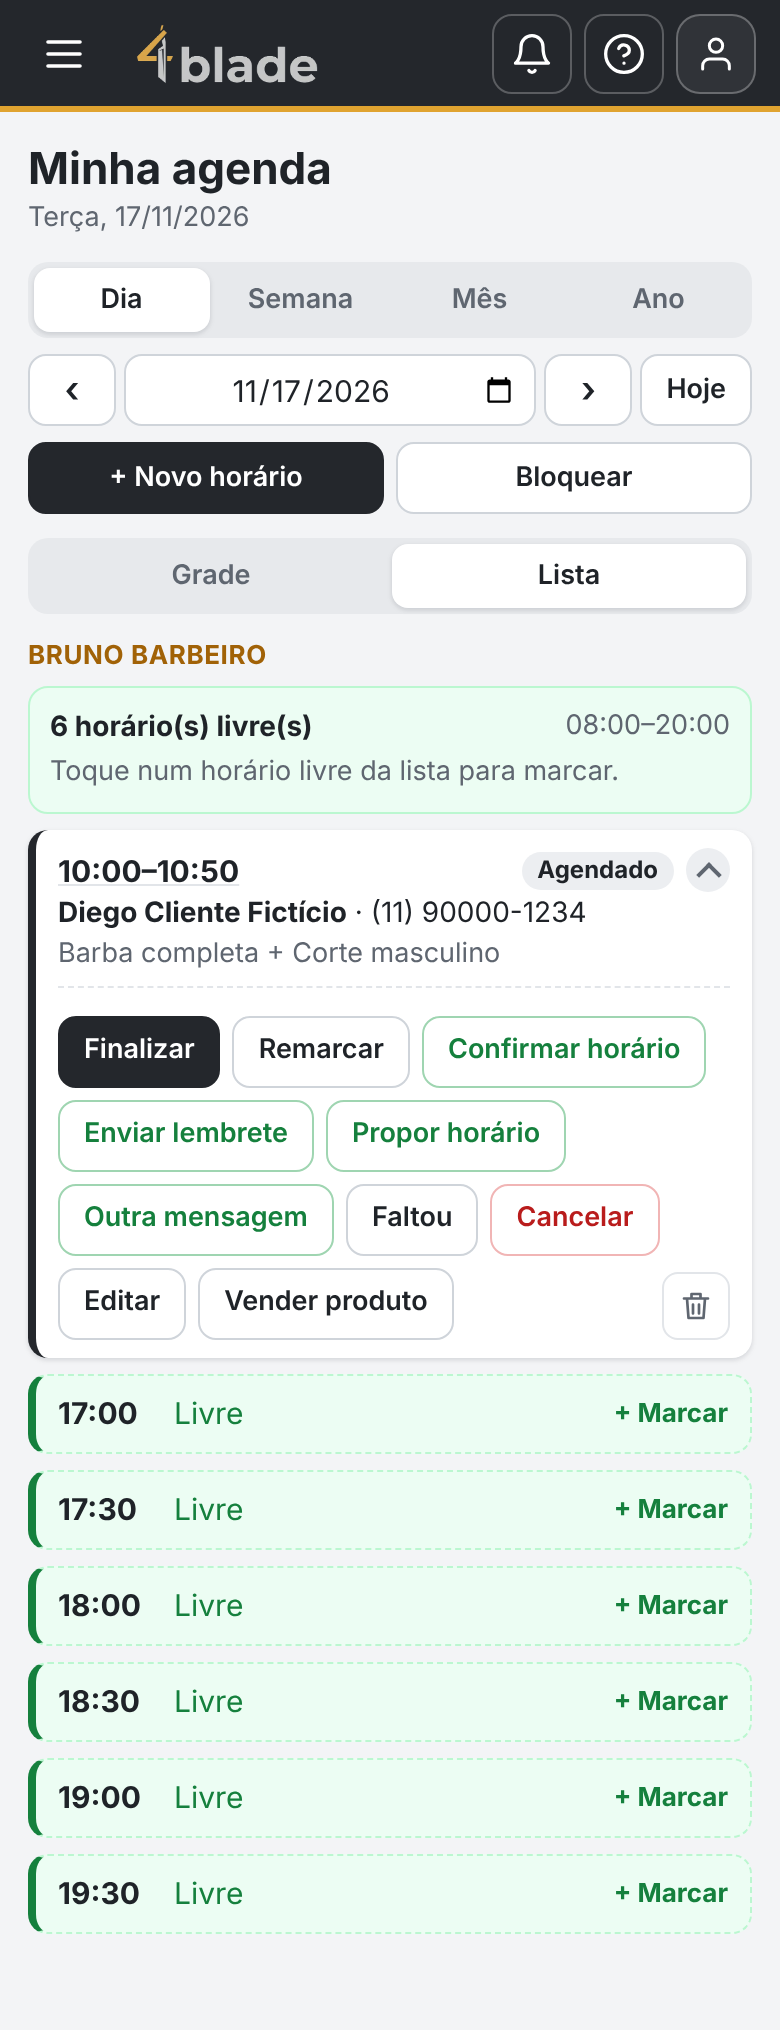 4blade
Minha agenda
Terça, 17/11/2026
Dia Semana Mês Ano
‹ 11/17/2026 › Hoje
+ Novo horário Bloquear
Grade Lista
BRUNO BARBEIRO
6 horário(s) livre(s) 08:00–20:00
Toque num horário livre da lista para marcar.
10:00–10:50 Agendado
Diego Cliente Fictício · (11) 90000-1234
Barba completa + Corte masculino
Finalizar Remarcar Confirmar horário
Enviar lembrete Propor horário
Outra mensagem Faltou Cancelar
Editar Vender produto
17:00 Livre + Marcar
17:30 Livre + Marcar
18:00 Livre + Marcar
18:30 Livre + Marcar
19:00 Livre + Marcar
19:30 Livre + Marcar